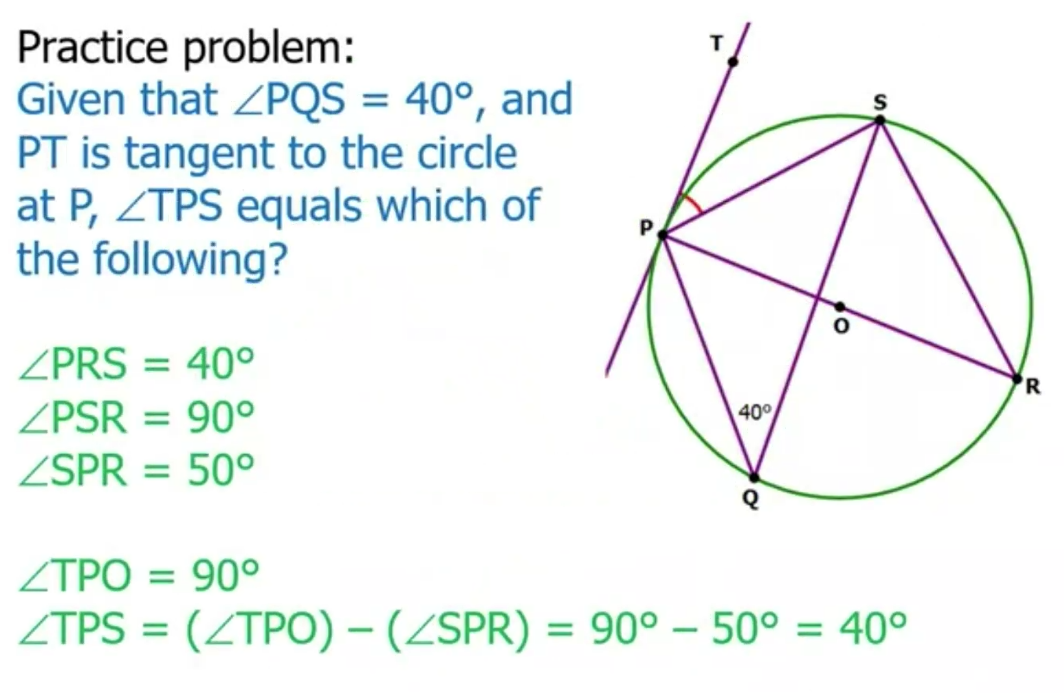 Practice problem:
Given that ∠PQS = 40°, and
PT is tangent to the circle
at P, ∠TPS equals which of
the following?
∠PRS = 40°
∠PSR = 90°
∠SPR = 50°
∠TPO = 90°
∠TPS = (∠TPO) – (∠SPR) = 90° – 50° = 40°
T
S
P
O
R
40°
Q